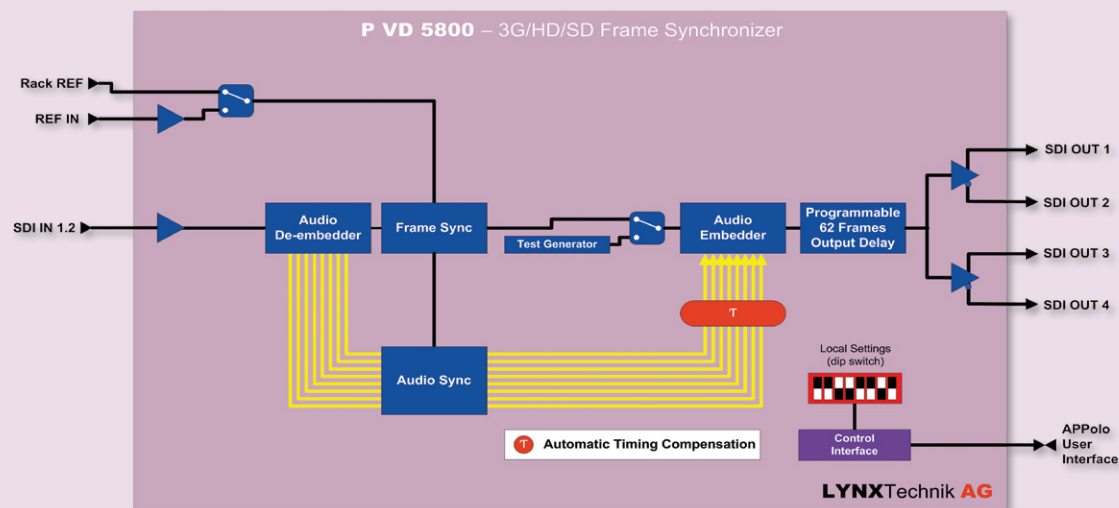 P VD 5800 – 3G/HD/SD Frame Synchronizer
Rack REF
REF IN
SDI IN 1.2
Audio
De-embedder
Frame Sync
Test Generator
Audio
Embedder
Programmable
62 Frames
Output Delay
SDI OUT 1
SDI OUT 2
SDI OUT 3
SDI OUT 4
τ
Audio Sync
Local Settings
(dip switch)
τ Automatic Timing Compensation
Control
Interface
APPolo
User
Interface
LYNXTechnik AG